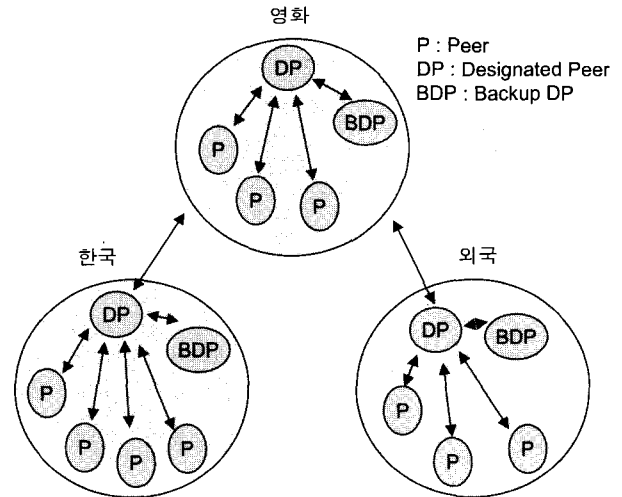 영화
P : Peer
DP : Designated Peer
BDP : Backup DP
DP
BDP
P
P
P
한국
DP
BDP
P
P
P
P
외국
DP
BDP
P
P
P